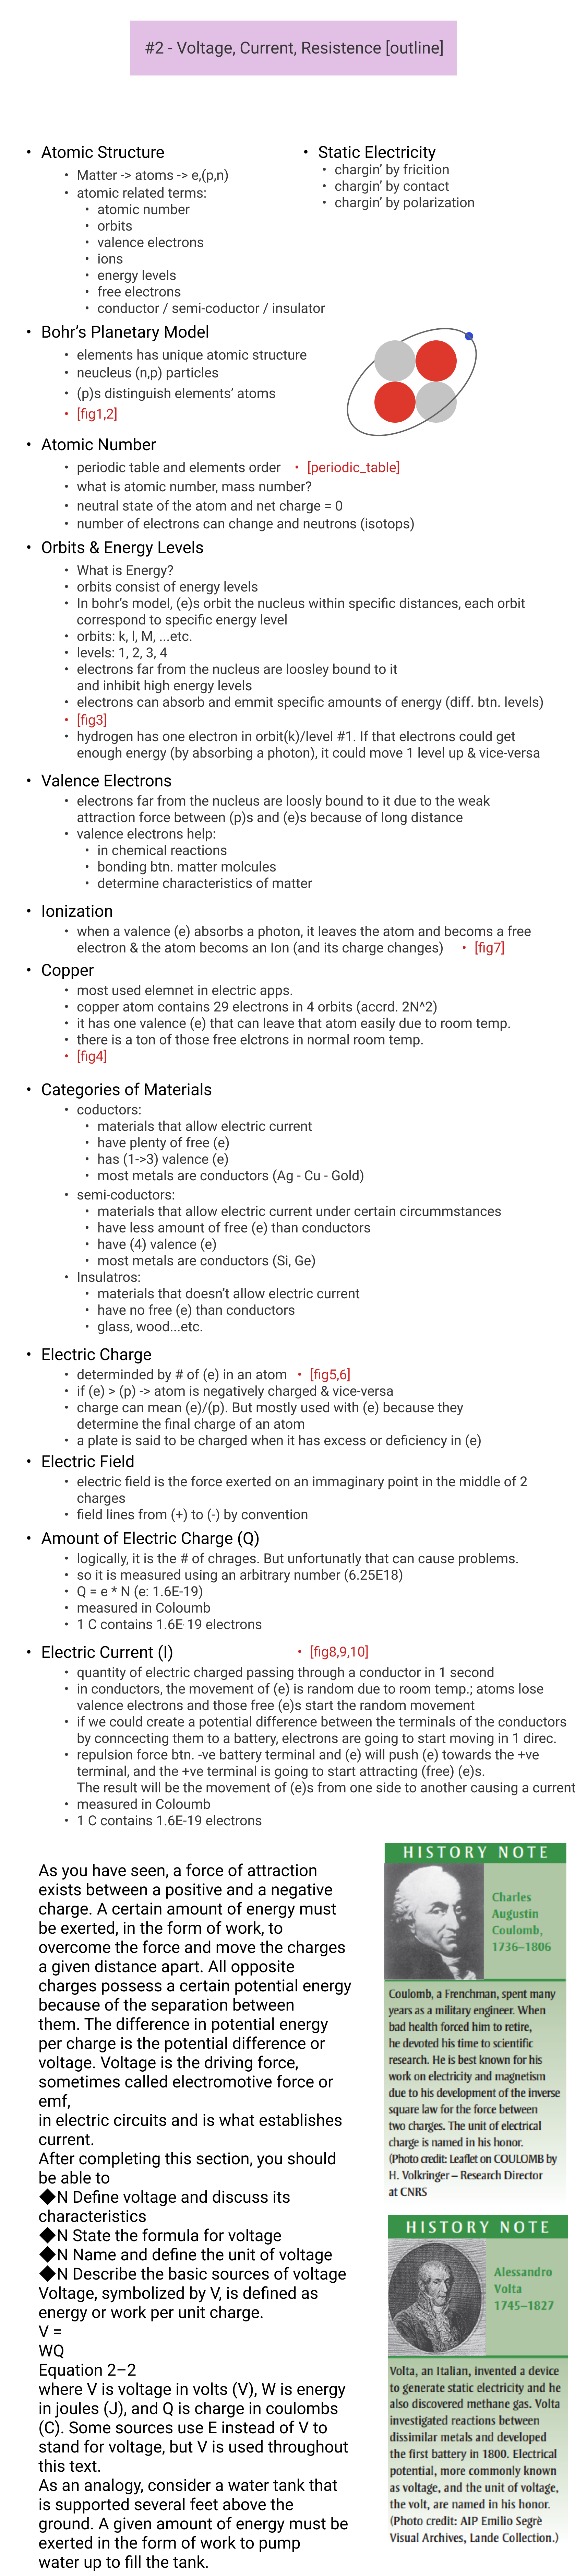 #2 - Voltage, Current, Resistence [outline]
• Atomic Structure
• Matter -> atoms -> e,(p,n)
• atomic related terms:
• atomic number
• orbits
• valence electrons
• ions
• energy levels
• free electrons
• conductor / semi-coductor / insulator
• Static Electricity
• chargin' by fricition
• chargin' by contact
• chargin' by polarization
• Bohr's Planetary Model
• elements has unique atomic structure
• neucleus (n,p) particles
• (p)s distinguish elements' atoms
• [fig1,2]
• Atomic Number
• periodic table and elements order • [periodic_table]
• what is atomic number, mass number?
• neutral state of the atom and net charge = 0
• number of electrons can change and neutrons (isotops)
• Orbits & Energy Levels
• What is Energy?
• orbits consist of energy levels
• In bohr's model, (e)s orbit the nucleus within specific distances, each orbit
correspond to specific energy level
• orbits: k, l, M, ...etc.
• levels: 1, 2, 3, 4
• electrons far from the nucleus are loosley bound to it
and inhibit high energy levels
• electrons can absorb and emmit specific amounts of energy (diff. btn. levels)
• [fig3]
• hydrogen has one electron in orbit(k)/level #1. If that electrons could get
enough energy (by absorbing a photon), it could move 1 level up & vice-versa
• Valence Electrons
• electrons far from the nucleus are loosly bound to it due to the weak
attraction force between (p)s and (e)s because of long distance
• valence electrons help:
• in chemical reactions
• bonding btn. matter molcules
• determine characteristics of matter
• Ionization
• when a valence (e) absorbs a photon, it leaves the atom and becoms a free
electron & the atom becoms an Ion (and its charge changes) • [fig7]
• Copper
• most used elemnet in electric apps.
• copper atom contains 29 electrons in 4 orbits (accrd. 2N^2)
• it has one valence (e) that can leave that atom easily due to room temp.
• there is a ton of those free elctrons in normal room temp.
• [fig4]
• Categories of Materials
• coductors:
• materials that allow electric current
• have plenty of free (e)
• has (1->3) valence (e)
• most metals are conductors (Ag - Cu - Gold)
• semi-coductors:
• materials that allow electric current under certain circummstances
• have less amount of free (e) than conductors
• have (4) valence (e)
• most metals are conductors (Si, Ge)
• Insulatros:
• materials that doesn't allow electric current
• have no free (e) than conductors
• glass, wood...etc.
• Electric Charge
• determinded by # of (e) in an atom • [fig5,6]
• if (e) > (p) -> atom is negatively charged & vice-versa
• charge can mean (e)/(p). But mostly used with (e) because they
determine the final charge of an atom
• a plate is said to be charged when it has excess or deficiency in (e)
• Electric Field
• electric field is the force exerted on an immaginary point in the middle of 2
charges
• field lines from (+) to (-) by convention
• Amount of Electric Charge (Q)
• logically, it is the # of chrages. But unfortunatly that can cause problems.
• so it is measured using an arbitrary number (6.25E18)
• Q = e * N (e: 1.6E-19)
• measured in Coloumb
• 1 C contains 1.6E-19 electrons
• Electric Current (I) • [fig8,9,10]
• quantity of electric charged passing through a conductor in 1 second
• in conductors, the movement of (e) is random due to room temp.; atoms lose
valence electrons and those free (e)s start the random movement
• if we could create a potential difference between the terminals of the conductors
by conncecting them to a battery, electrons are going to start moving in 1 direc.
• repulsion force btn. -ve battery terminal and (e) will push (e) towards the +ve
terminal, and the +ve terminal is going to start attracting (free) (e)s.
The result will be the movement of (e)s from one side to another causing a current
• measured in Coloumb
• 1 C contains 1.6E-19 electrons
As you have seen, a force of attraction
exists between a positive and a negative
charge. A certain amount of energy must
be exerted, in the form of work, to
overcome the force and move the charges
a given distance apart. All opposite
charges possess a certain potential energy
because of the separation between
them. The difference in potential energy
per charge is the potential difference or
voltage. Voltage is the driving force,
sometimes called electromotive force or
emf,
in electric circuits and is what establishes
current.
After completing this section, you should
be able to
◆N Define voltage and discuss its
characteristics
◆N State the formula for voltage
◆N Name and define the unit of voltage
◆N Describe the basic sources of voltage
Voltage, symbolized by V, is defined as
energy or work per unit charge.
V =
WQ
Equation 2–2
where V is voltage in volts (V), W is energy
in joules (J), and Q is charge in coulombs
(C). Some sources use E instead of V to
stand for voltage, but V is used throughout
this text.
As an analogy, consider a water tank that
is supported several feet above the
ground. A given amount of energy must be
exerted in the form of work to pump
water up to fill the tank.
HISTORY NOTE
Charles
Augustin
Coulomb,
1736–1806
Coulomb, a Frenchman, spent many
years as a military engineer. When
bad health forced him to retire,
he devoted his time to scientific
research. He is best known for his
work on electricity and magnetism
due to his development of the inverse
square law for the force between
two charges. The unit of electrical
charge is named in his honor.
(Photo credit: Leaflet on COULOMB by
H. Volkringer – Research Director
at CNRS
HISTORY NOTE
Alessandro
Volta
1745–1827
Volta, an Italian, invented a device
to generate static electricity and he
also discovered methane gas. Volta
investigated reactions between
dissimilar metals and developed
the first battery in 1800. Electrical
potential, more commonly known
as voltage, and the unit of voltage,
the volt, are named in his honor.
(Photo credit: AIP Emilio Segrè
Visual Archives, Lande Collection.)